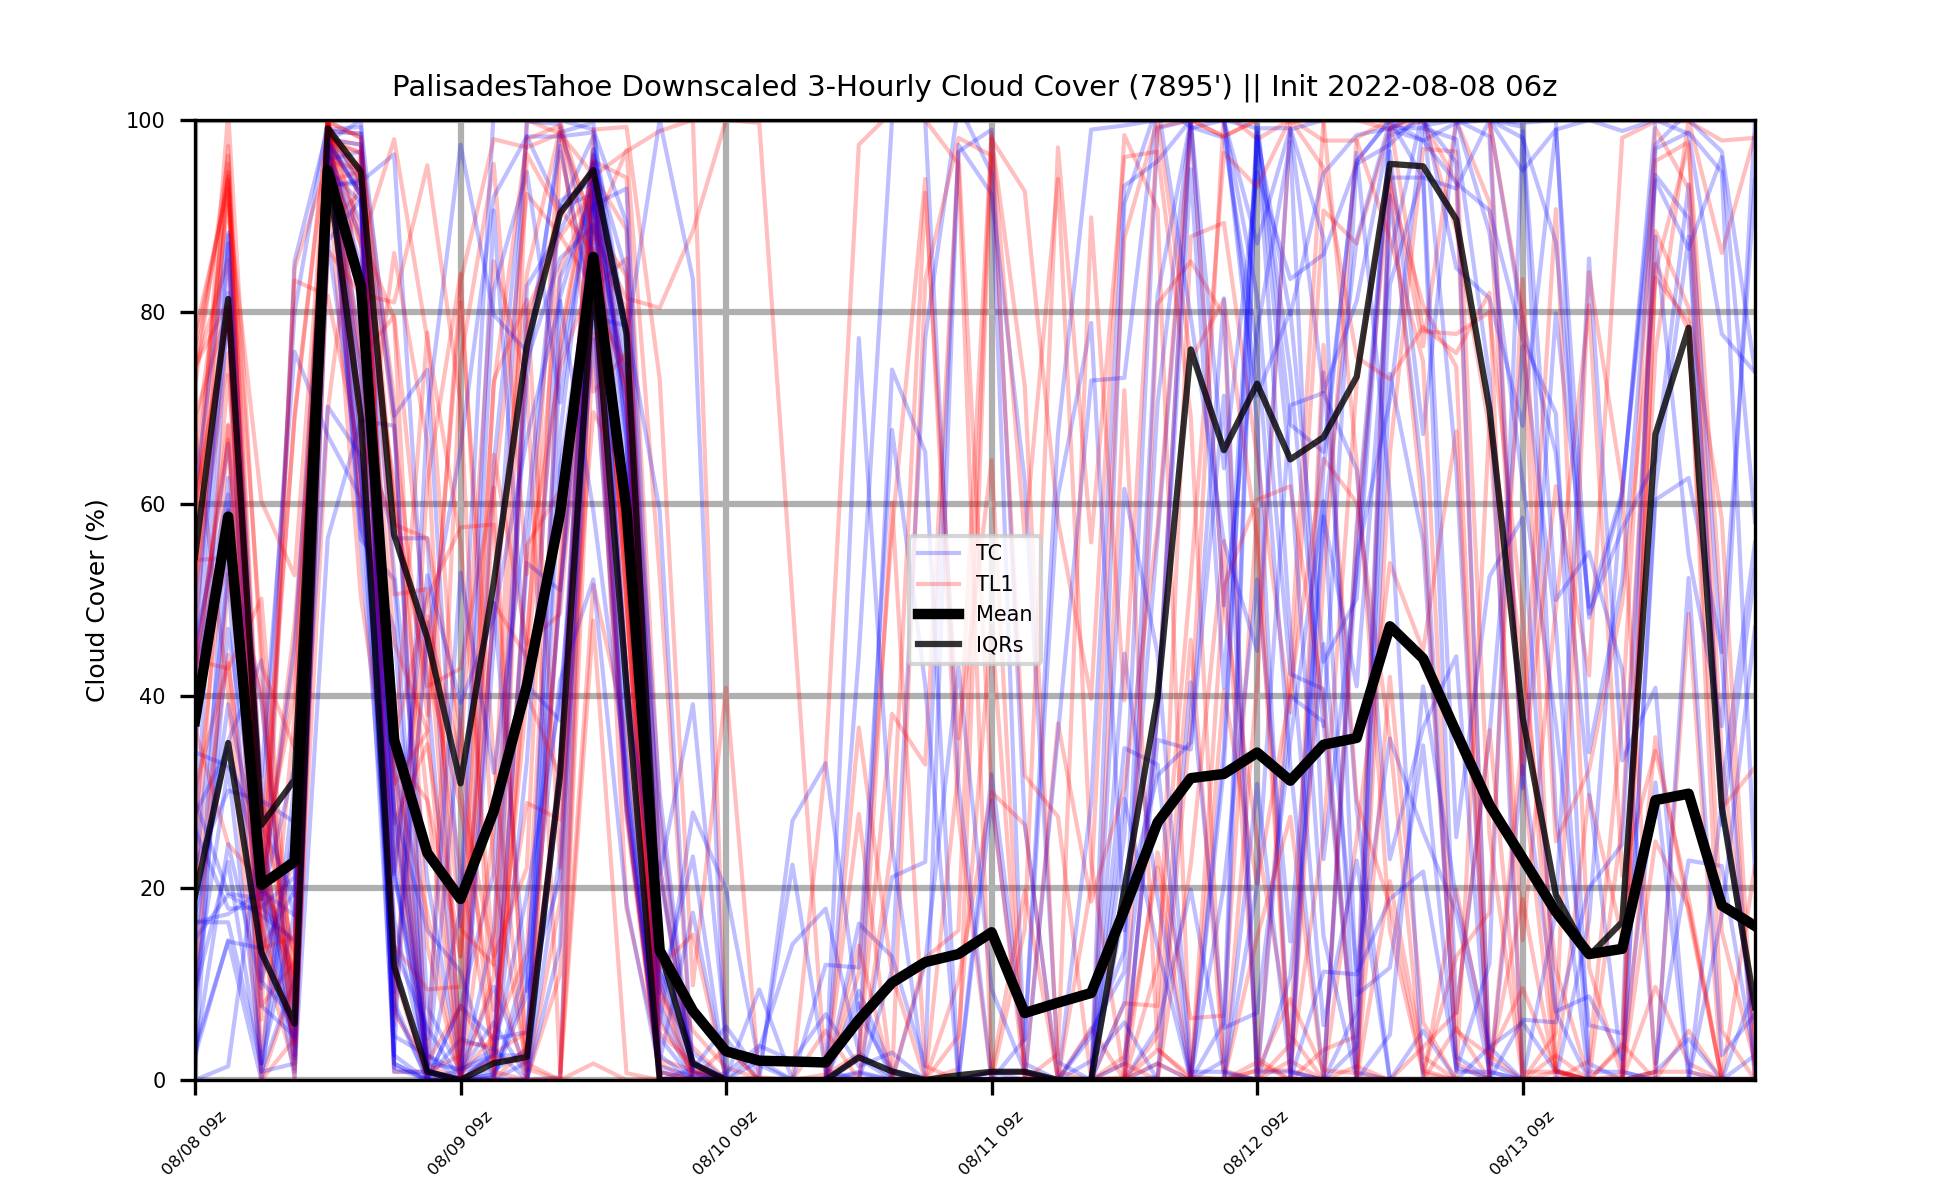 PalisadesTahoe Downscaled 3-Hourly Cloud Cover (7895') || Init 2022-08-08 06z
Cloud Cover (%)
100
80
60
40
20
0
TC
TL1
Mean
IQRs
08/08 09z
08/09 09z
08/10 09z
08/11 09z
08/12 09z
08/13 09z